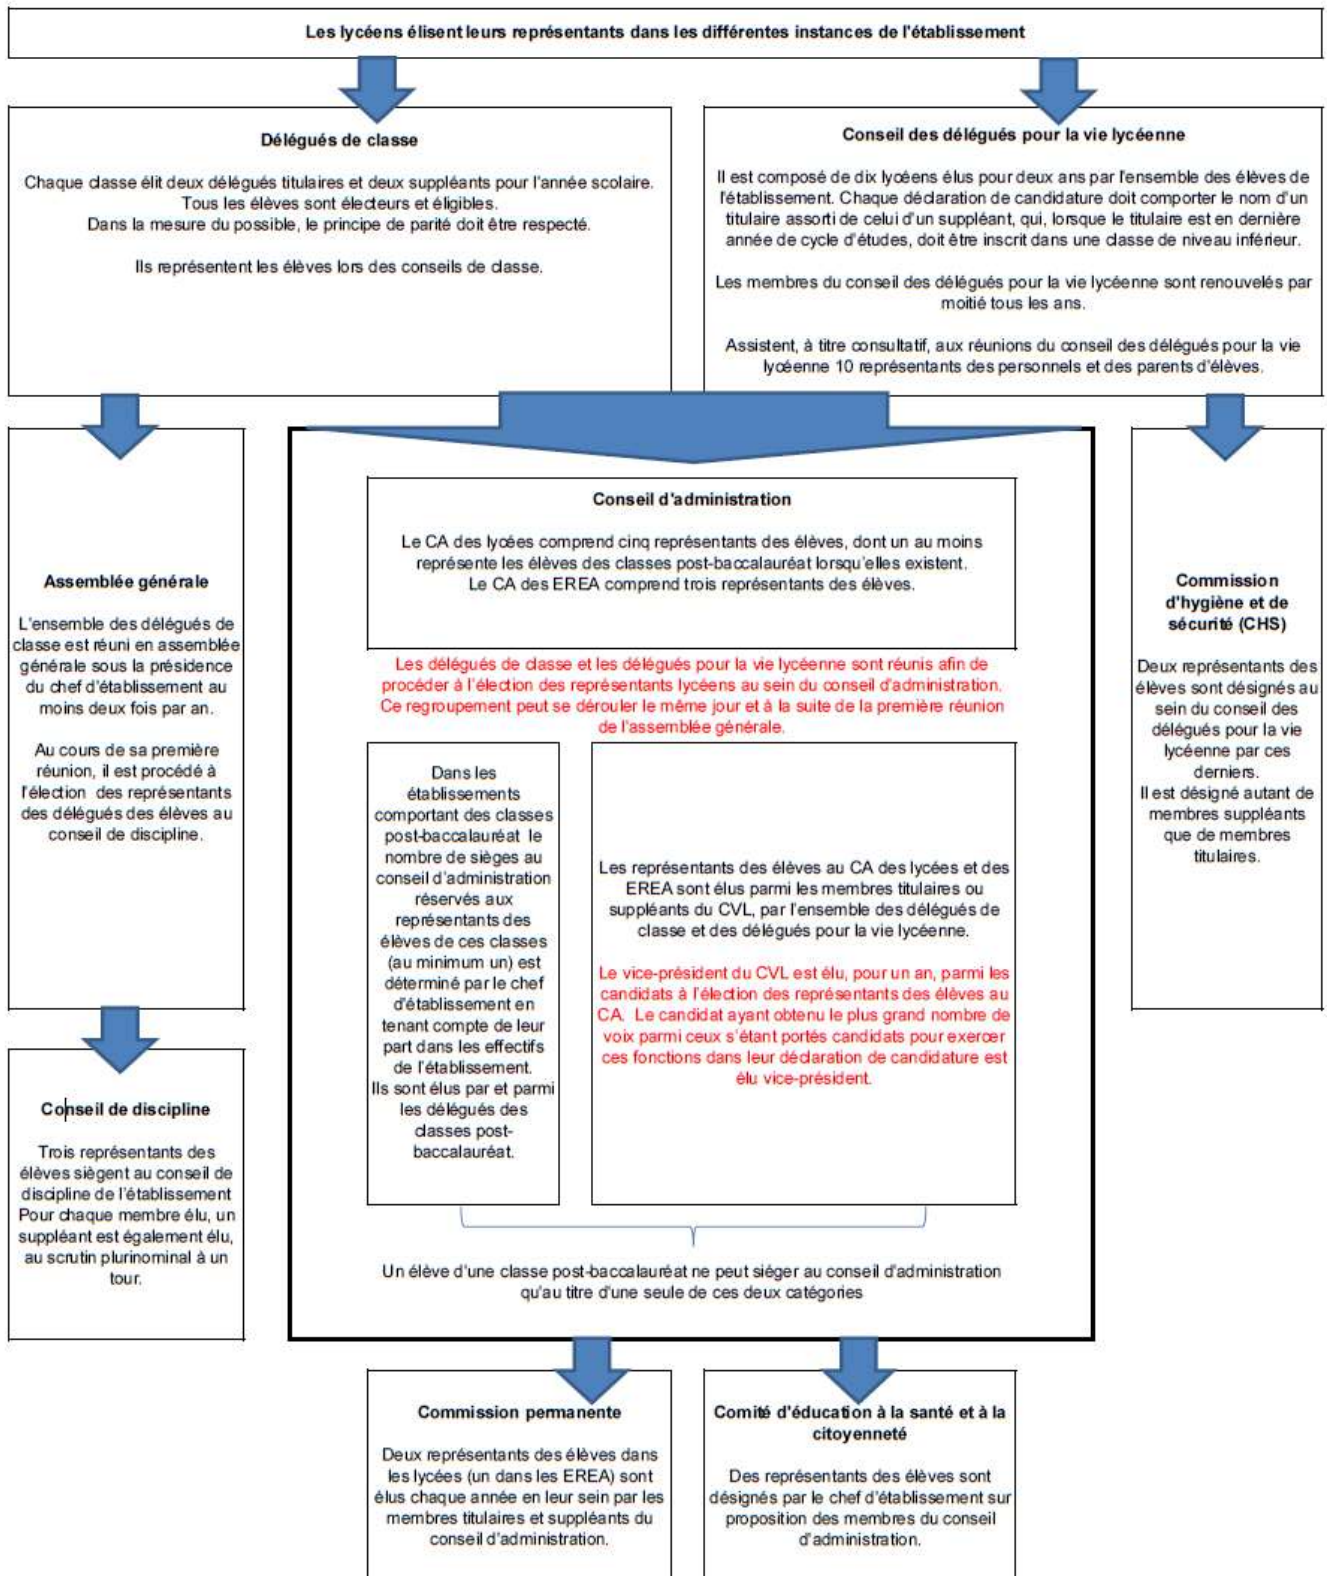 Les lycéens élisent leurs représentants dans les différentes instances de l'établissement
Délégués de classe
Chaque classe élit deux délégués titulaires et deux suppléants pour l'année scolaire.
Tous les élèves sont électeurs et éligibles.
Dans la mesure du possible, le principe de parité doit être respecté.
Ils représentent les élèves lors des conseils de classe.
Conseil des délégués pour la vie lycéenne
Il est composé de dix lycéens élus pour deux ans par l'ensemble des élèves de
l'établissement. Chaque déclaration de candidature doit comporter le nom d'un
titulaire assorti de celui d'un suppléant, qui, lorsque le titulaire est en dernière
année de cycle d'études, doit être inscrit dans une classe de niveau inférieur.
Les membres du conseil des délégués pour la vie lycéenne sont renouvelés par
moitié tous les ans.
Assistent, à titre consultatif, aux réunions du conseil des délégués pour la vie
lycéenne 10 représentants des personnels et des parents d'élèves.
Assemblée générale
L'ensemble des délégués de
classe est réuni en assemblée
générale sous la présidence
du chef d'établissement au
moins deux fois par an.
Au cours de sa première
réunion, il est procédé à
l'élection des représentants
des délégués des élèves au
conseil de discipline.
Conseil d'administration
Le CA des lycées comprend cinq représentants des élèves, dont un au moins
représente les élèves des classes post-baccalauréat lorsqu'elles existent.
Le CA des EREA comprend trois représentants des élèves.
Les délégués de classe et les délégués pour la vie lycéenne sont réunis afin de
procéder à l'élection des représentants lycéens au sein du conseil d'administration.
Ce regroupement peut se dérouler le même jour et à la suite de la première réunion
de l'assemblée générale.
Dans les
établissements
comportant des classes
post-baccalauréat le
nombre de sièges au
conseil d'administration
réservés aux
représentants des
élèves de ces classes
(au minimum un) est
déterminé par le chef
d'établissement en
tenant compte de leur
part dans les effectifs
de l'établissement.
Ils sont élus par et parmi
les délégués des
classes post-
baccalauréat.
Les représentants des élèves au CA des lycées et des
EREA sont élus parmi les membres titulaires ou
suppléants du CVL, par l'ensemble des délégués de
classe et des délégués pour la vie lycéenne.
Le vice-président du CVL est élu, pour un an, parmi les
candidats à l'élection des représentants des élèves au
CA. Le candidat ayant obtenu le plus grand nombre de
voix parmi ceux s'étant portés candidats pour exercer
ces fonctions dans leur déclaration de candidature est
élu vice-président.
Un élève d'une classe post-baccalauréat ne peut siéger au conseil d'administration
qu'au titre d'une seule de ces deux catégories
Commission
d'hygiène et de
sécurité (CHS)
Deux représentants des
élèves sont désignés au
sein du conseil des
délégués pour la vie
lycéenne par ces
derniers.
Il est désigné autant de
membres suppléants
que de membres
titulaires.
Conseil de discipline
Trois représentants des
élèves siègent au conseil de
discipline de l'établissement
Pour chaque membre élu, un
suppléant est également élu,
au scrutin plurinominal à un
tour.
Commission permanente
Deux représentants des élèves dans
les lycées (un dans les EREA) sont
élus chaque année en leur sein par les
membres titulaires et suppléants du
conseil d'administration.
Comité d'éducation à la santé et à la
citoyenneté
Des représentants des élèves sont
désignés par le chef d'établissement sur
proposition des membres du conseil
d'administration.